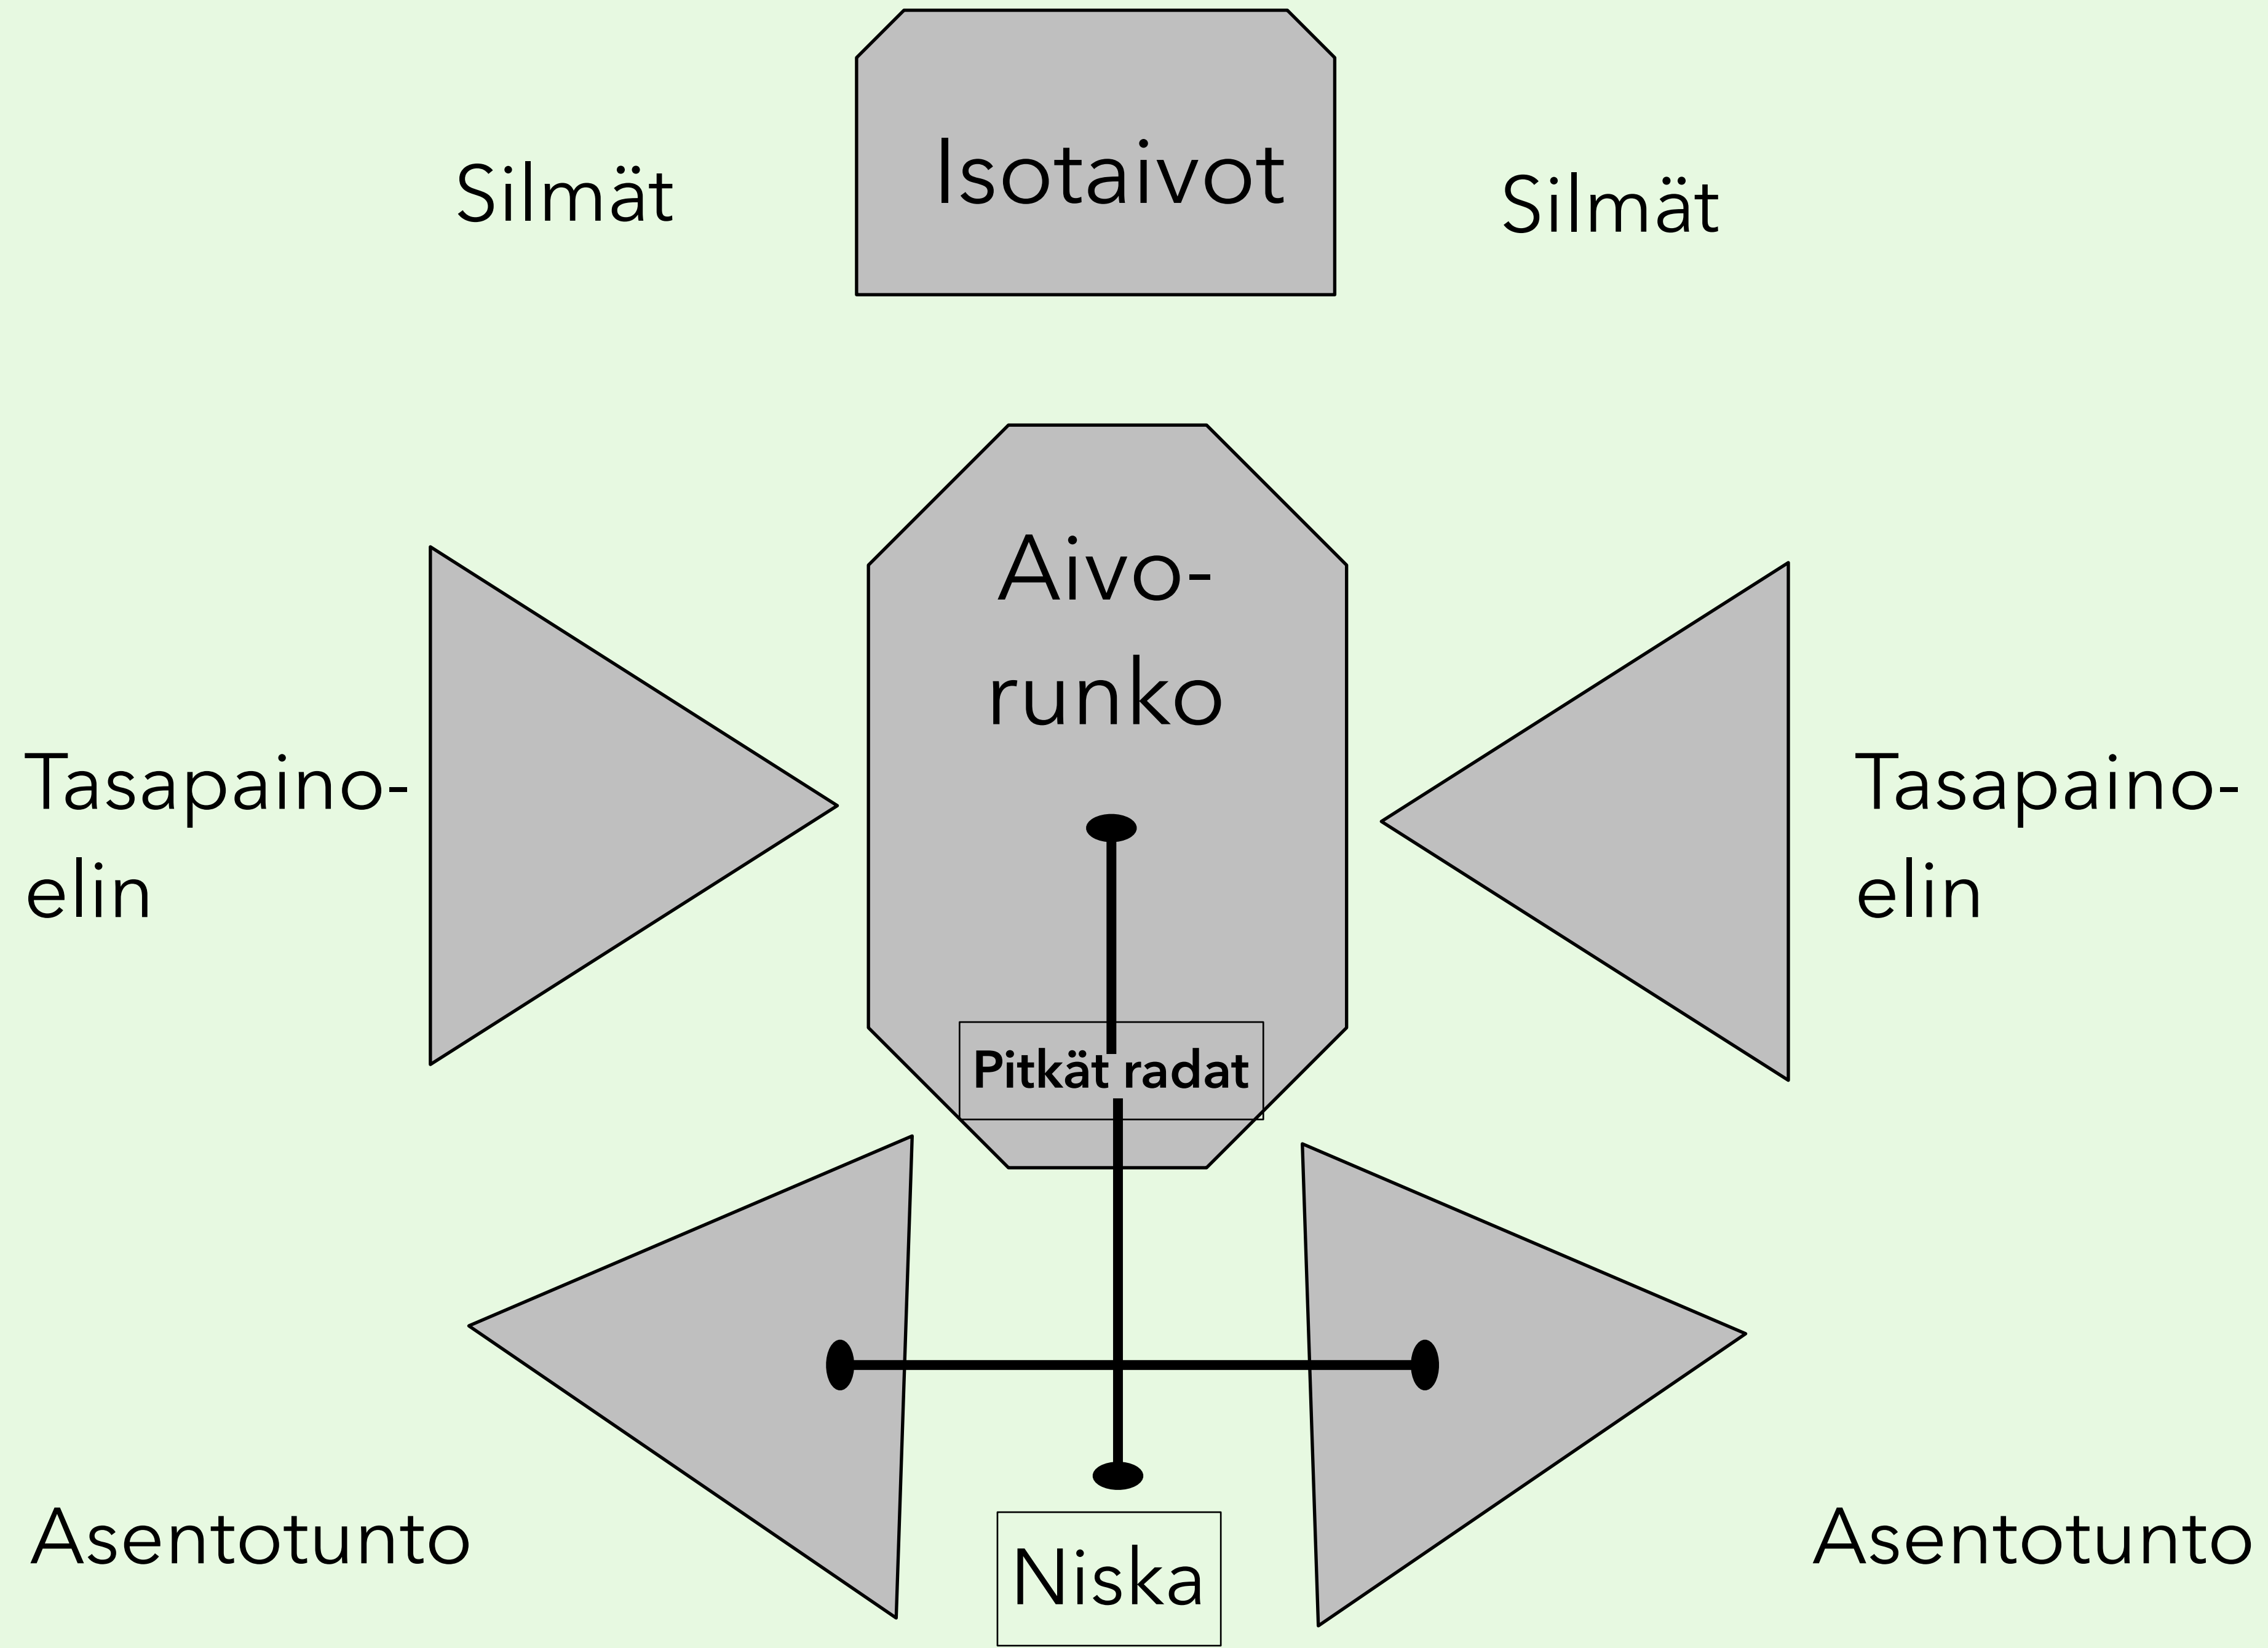 Isotaivot
Silmät
Silmät
Aivo-
runko
Tasapaino-
elin
Tasapaino-
elin
Pitkät radat
Asentotunto
Niska
Asentotunto